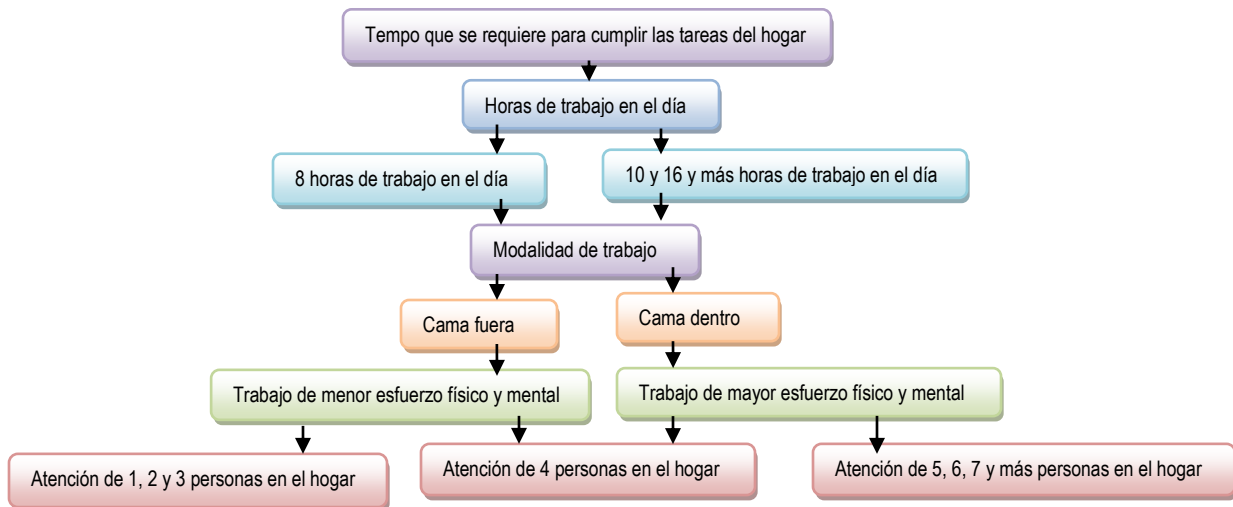 Tempo que se requiere para cumplir las tareas del hogar
Horas de trabajo en el día
8 horas de trabajo en el día
10 y 16 y más horas de trabajo en el día
Modalidad de trabajo
Cama fuera
Cama dentro
Trabajo de menor esfuerzo físico y mental
Trabajo de mayor esfuerzo físico y mental
Atención de 1, 2 y 3 personas en el hogar
Atención de 4 personas en el hogar
Atención de 5, 6, 7 y más personas en el hogar